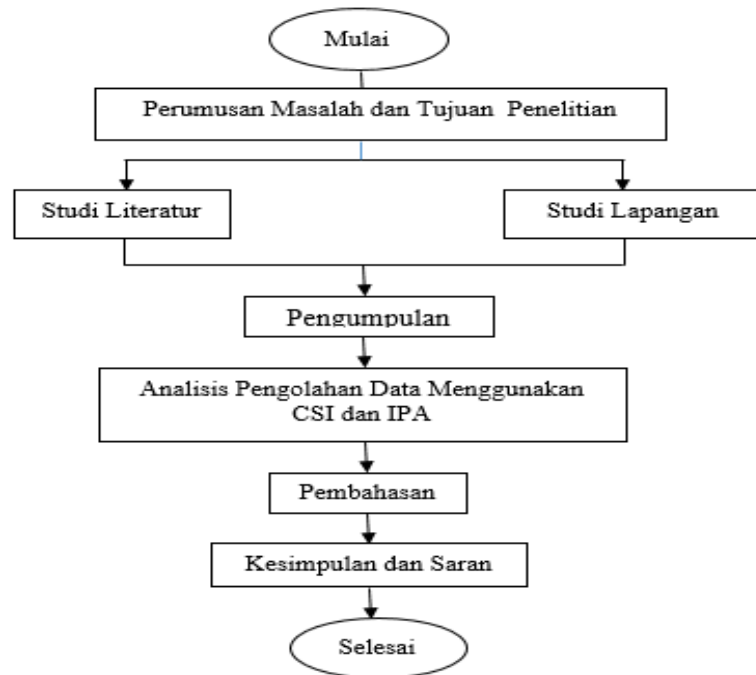 Mulai
Perumusan Masalah dan Tujuan Penelitian
Studi Literatur
Studi Lapangan
Pengumpulan
Analisis Pengolahan Data Menggunakan
CSI dan IPA
Pembahasan
Kesimpulan dan Saran
Selesai